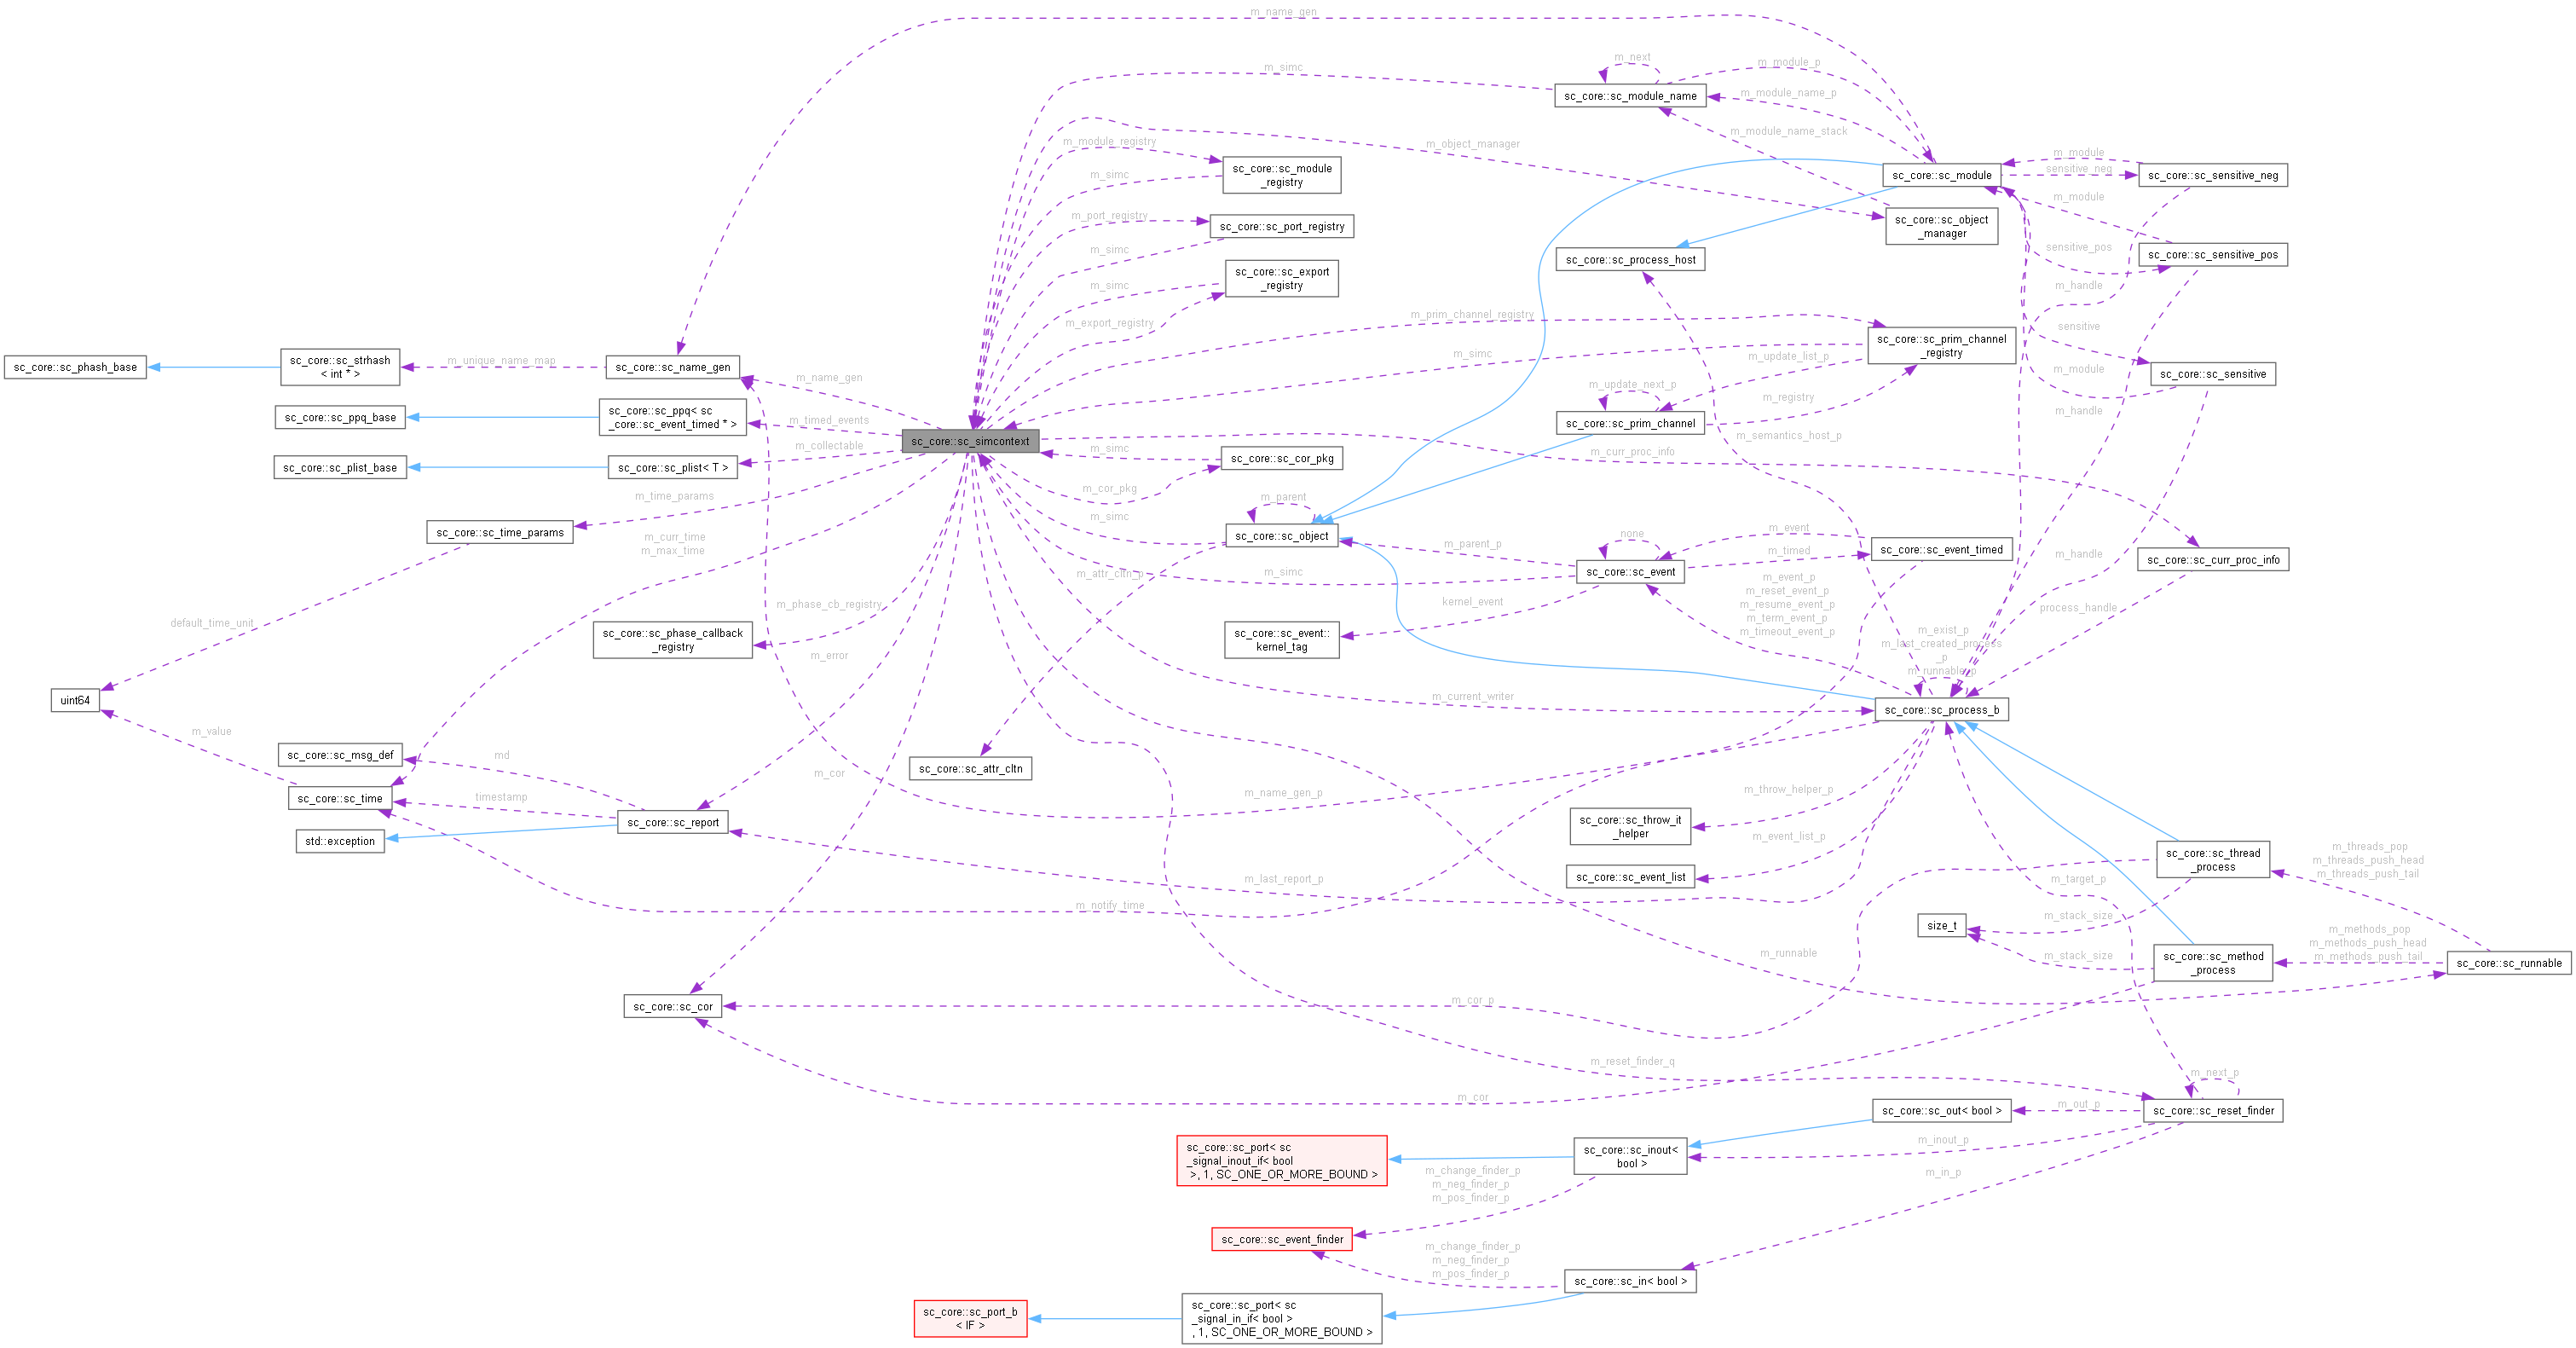 m_name_gen
m_next
m_module_p
m_simc
sc_core::sc_module_name
m_module_name_p
m_module_name_stack
m_module_registry
m_object_manager
sc_core::sc_module
_registry
m_simc
sc_core::sc_module
m_module
sensitive_neg
sc_core::sc_sensitive_neg
m_module
m_port_registry
sc_core::sc_port_registry
sc_core::sc_object
_manager
m_simc
sc_core::sc_process_host
sensitive_pos
sc_core::sc_sensitive_pos
sc_core::sc_export
_registry
m_simc
m_handle
m_export_registry
m_prim_channel_registry
sensitive
sc_core::sc_prim_channel
_registry
m_simc
m_update_list_p
sc_core::sc_phash_base
sc_core::sc_strhash
< int * >
m_unique_name_map
sc_core::sc_name_gen
m_name_gen
m_update_next_p
m_registry
m_module
sc_core::sc_sensitive
sc_core::sc_ppq_base
sc_core::sc_ppq< sc
_core::sc_event_timed * >
m_timed_events
sc_core::sc_prim_channel
m_handle
m_collectable
sc_core::sc_simcontext
m_semantics_host_p
m_simc
sc_core::sc_cor_pkg
m_curr_proc_info
sc_core::sc_plist_base
sc_core::sc_plist< T >
m_cor_pkg
m_time_params
m_parent
m_simc
sc_core::sc_time_params
m_curr_time
m_max_time
sc_core::sc_object
none
m_event
m_parent_p
m_timed
sc_core::sc_event_timed
m_handle
sc_core::sc_curr_proc_info
m_attr_cltn_p
m_simc
sc_core::sc_event
m_event_p
m_reset_event_p
m_resume_event_p
m_term_event_p
m_timeout_event_p
kernel_event
m_phase_cb_registry
process_handle
default_time_unit
sc_core::sc_phase_callback
_registry
sc_core::sc_event::
kernel_tag
m_exist_p
m_last_created_process
_p
m_runnable_p
m_error
uint64
m_current_writer
sc_core::sc_process_b
m_value
sc_core::sc_msg_def
md
sc_core::sc_attr_cltn
m_cor
sc_core::sc_time
timestamp
m_name_gen_p
m_throw_helper_p
sc_core::sc_report
sc_core::sc_throw_it
_helper
std::exception
m_event_list_p
m_threads_pop
m_threads_push_head
m_threads_push_tail
sc_core::sc_thread
_process
m_last_report_p
sc_core::sc_event_list
m_target_p
m_notify_time
m_stack_size
size_t
m_methods_pop
m_methods_push_head
m_methods_push_tail
m_runnable
m_stack_size
sc_core::sc_method
_process
sc_core::sc_runnable
sc_core::sc_cor
m_cor_p
m_reset_finder_q
m_next_p
m_cor
m_out_p
sc_core::sc_out< bool >
sc_core::sc_reset_finder
m_inout_p
sc_core::sc_port< sc
_signal_inout_if< bool
>, 1, SC_ONE_OR_MORE_BOUND >
sc_core::sc_inout<
bool >
m_change_finder_p
m_neg_finder_p
m_pos_finder_p
m_in_p
sc_core::sc_event_finder
m_change_finder_p
m_neg_finder_p
m_pos_finder_p
sc_core::sc_in< bool >
sc_core::sc_port_b
< IF >
sc_core::sc_port< sc
_signal_in_if< bool >
, 1, SC_ONE_OR_MORE_BOUND >